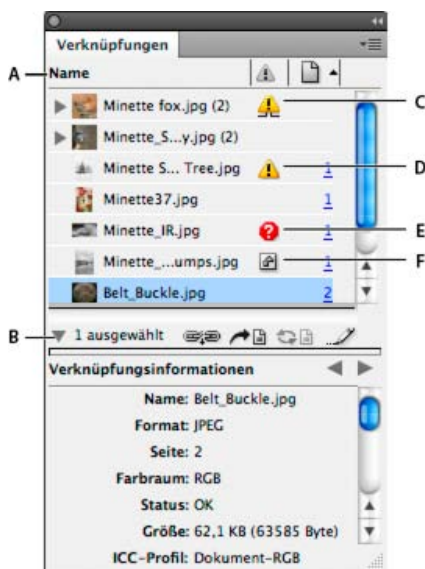 Verknüpfungen
A Name
Minette fox.jpg (2) C
Minette_S...y.jpg (2)
Minette S... Tree.jpg 1 D
Minette37.jpg 1
Minette_IR.jpg ? 1 E
Minette_...umps.jpg 1 F
Belt_Buckle.jpg 2
B 1 ausgewählt
Verknüpfungsinformationen
Name: Belt_Buckle.jpg
Format: JPEG
Seite: 2
Farbraum: RGB
Status: OK
Größe: 62,1 KB (63585 Byte)
ICC-Profil: Dokument-RGB